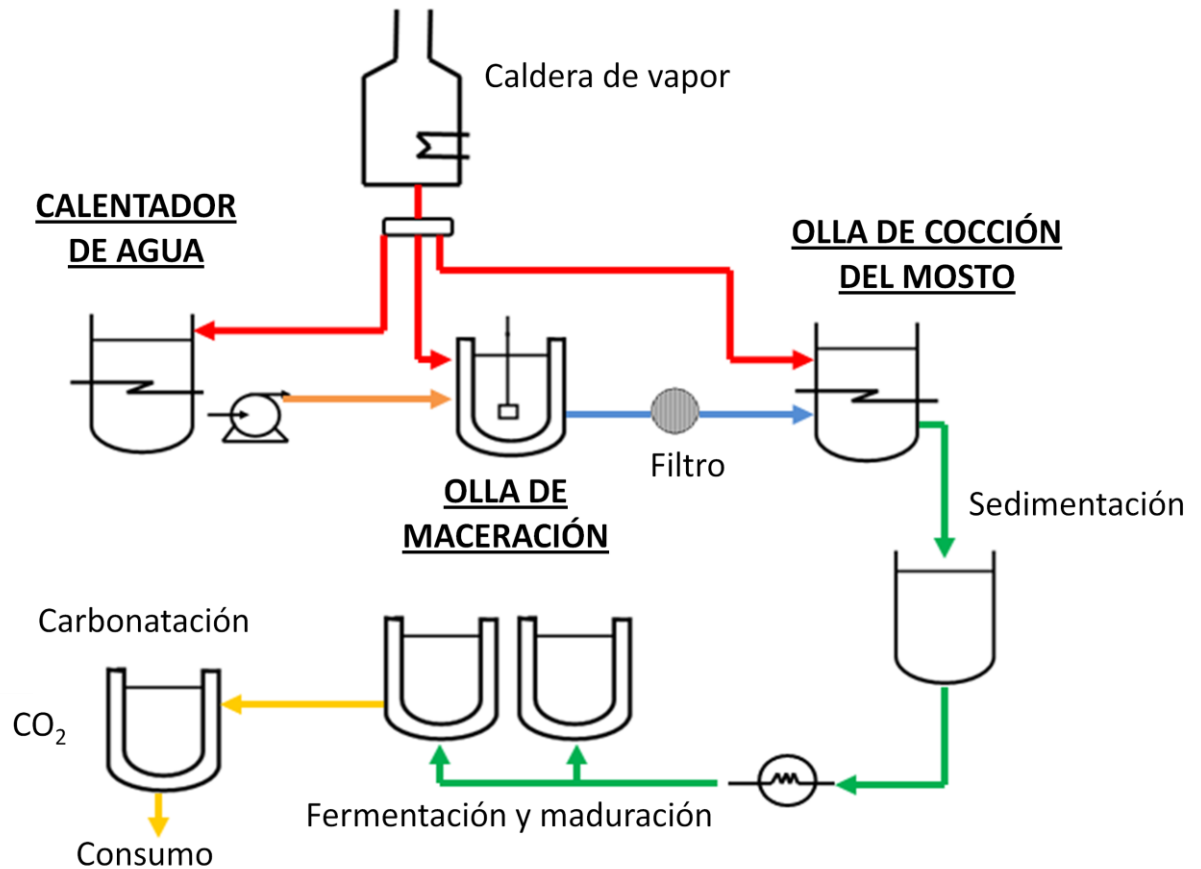 Caldera de vapor
CALENTADOR
DE AGUA
OLLA DE COCCIÓN
DEL MOSTO
Filtro
OLLA DE
MACERACIÓN
Sedimentación
Carbonatación
CO₂
Fermentación y maduración
Consumo